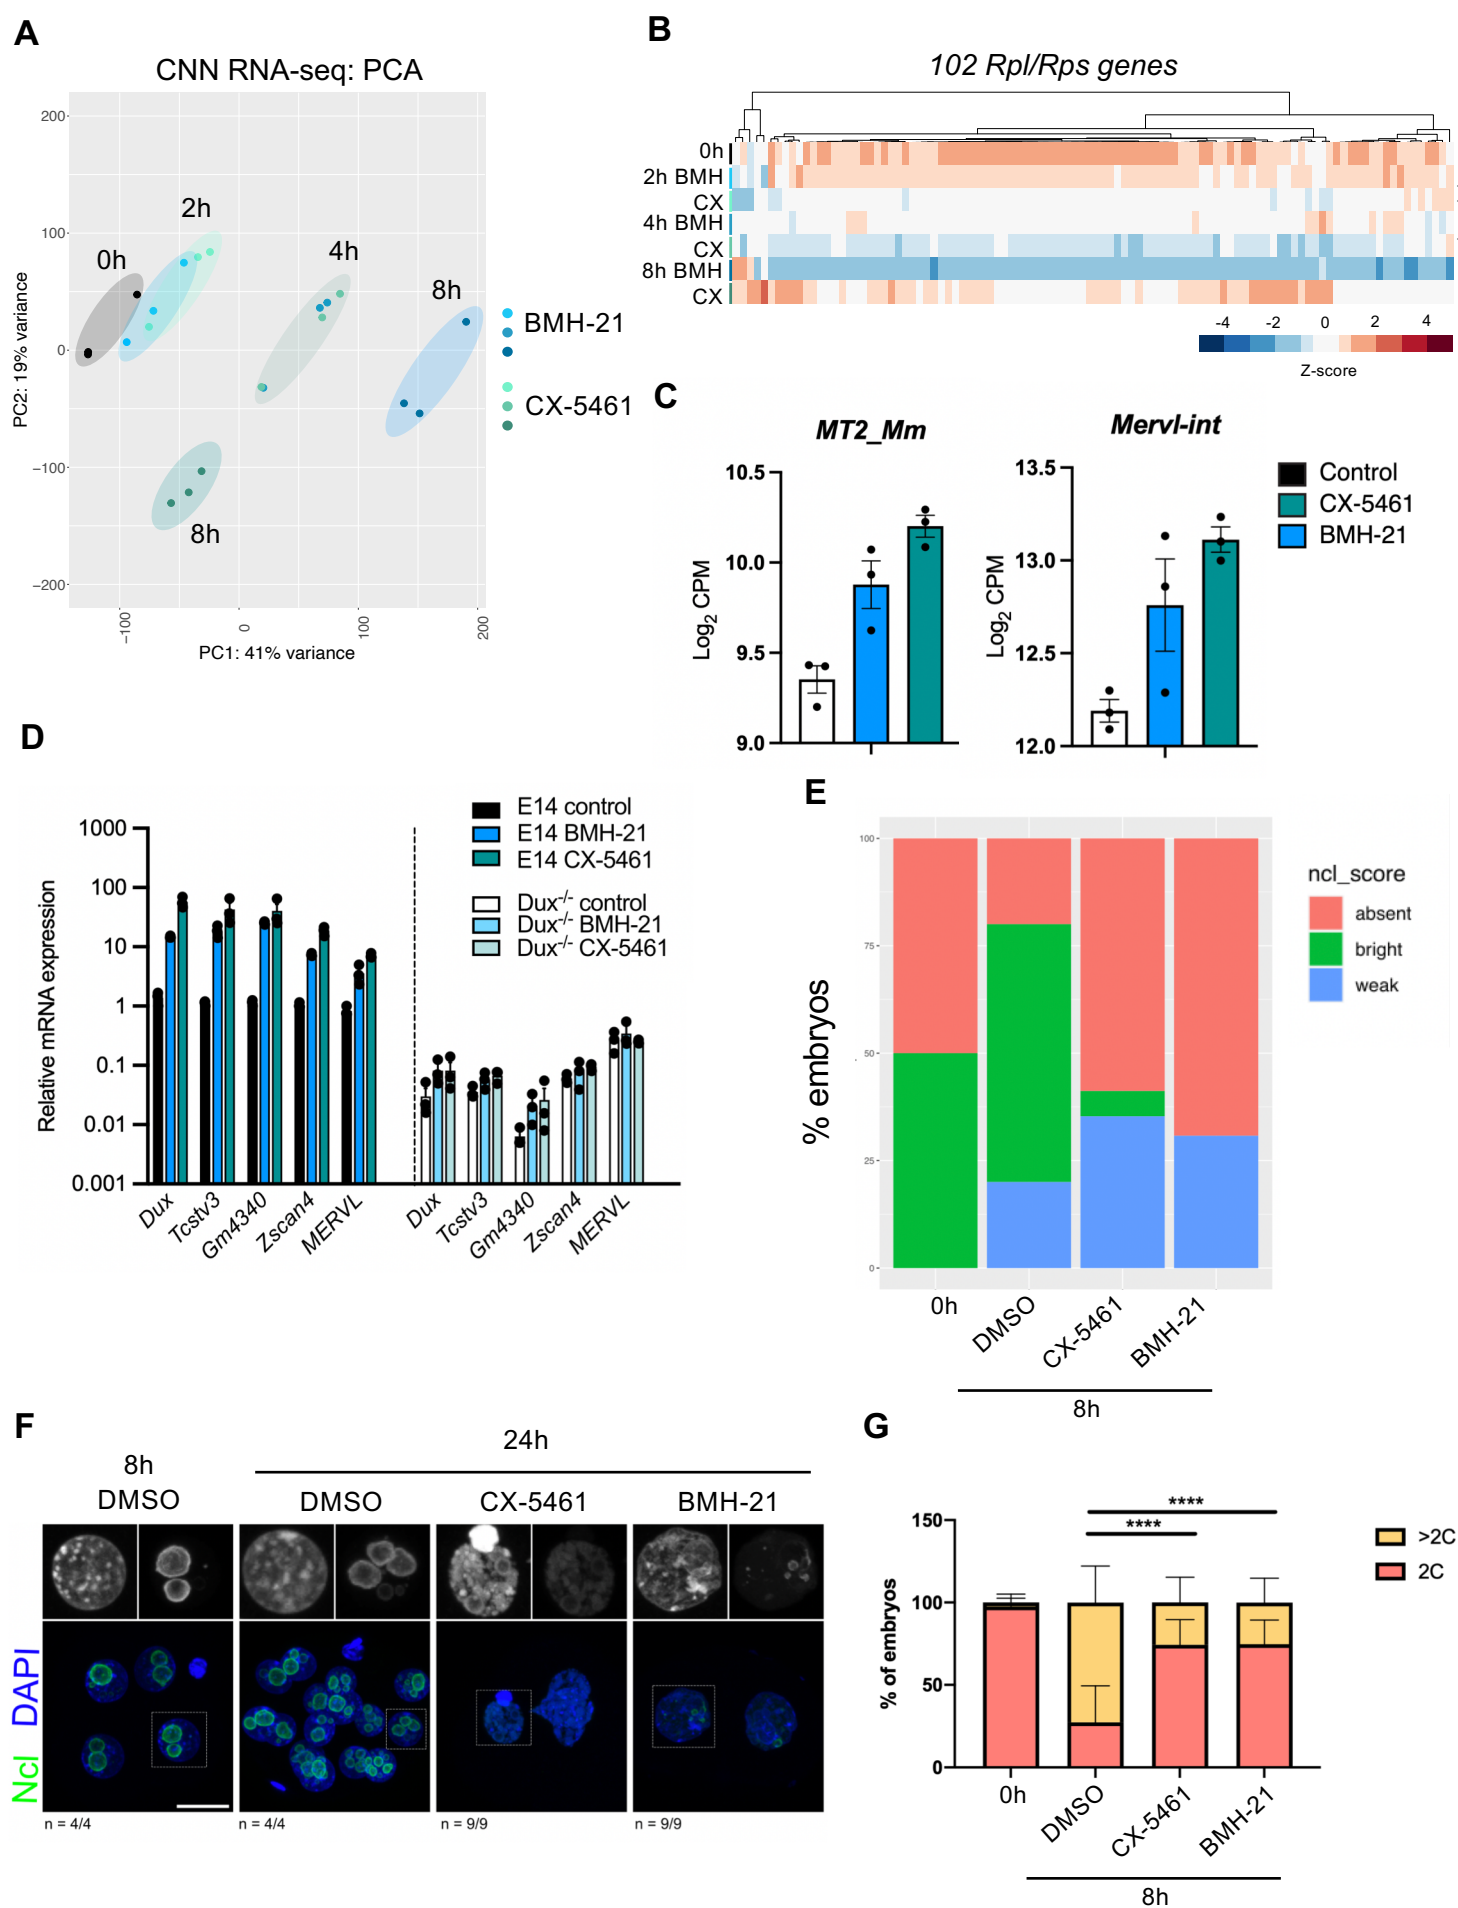 A
CNN RNA-seq: PCA
200
100
0
−100
−200
0h
2h
4h
8h
8h
PC2: 19% variance
−100
0
100
200
PC1: 41% variance
BMH-21
CX-5461
B
102 Rpl/Rps genes
0h
2h BMH
CX
4h BMH
CX
8h BMH
CX
-4 -2 0 2 4
Z-score
C
MT2_Mm
10.5
10.0
9.5
9.0
Log2 CPM
Mervl-int
13.5
13.0
12.5
12.0
Log2 CPM
Control
CX-5461
BMH-21
D
E14 control
E14 BMH-21
E14 CX-5461
Dux-/- control
Dux-/- BMH-21
Dux-/- CX-5461
1000
100
10
1
0.1
0.01
0.001
Relative mRNA expression
Dux
Tcstv3
Gm4340
Zscan4
MERVL
Dux
Tcstv3
Gm4340
Zscan4
MERVL
E
100
75
50
25
0
% embryos
0h
DMSO
CX-5461
BMH-21
8h
ncl_score
absent
bright
weak
F
24h
8h
DMSO
DMSO
CX-5461
BMH-21
Ncl DAPI
n = 4/4
n = 4/4
n = 9/9
n = 9/9
G
150
100
50
0
% of embryos
****
****
>2C
2C
0h
DMSO
CX-5461
BMH-21
8h